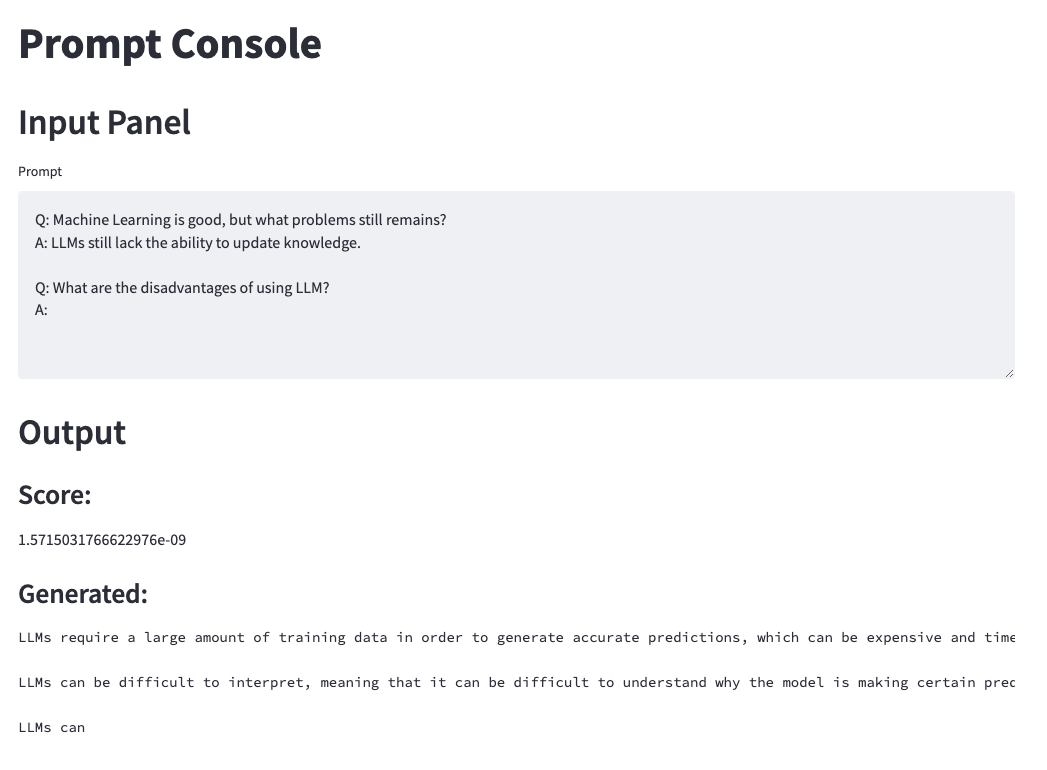 Prompt Console
Input Panel
Prompt
Q: Machine Learning is good, but what problems still remains?
A: LLMs still lack the ability to update knowledge.
Q: What are the disadvantages of using LLM?
A:
Output
Score:
1.5715031766622976e-09
Generated:
LLMs require a large amount of training data in order to generate accurate predictions, which can be expensive and time
LLMs can be difficult to interpret, meaning that it can be difficult to understand why the model is making certain pred
LLMs can